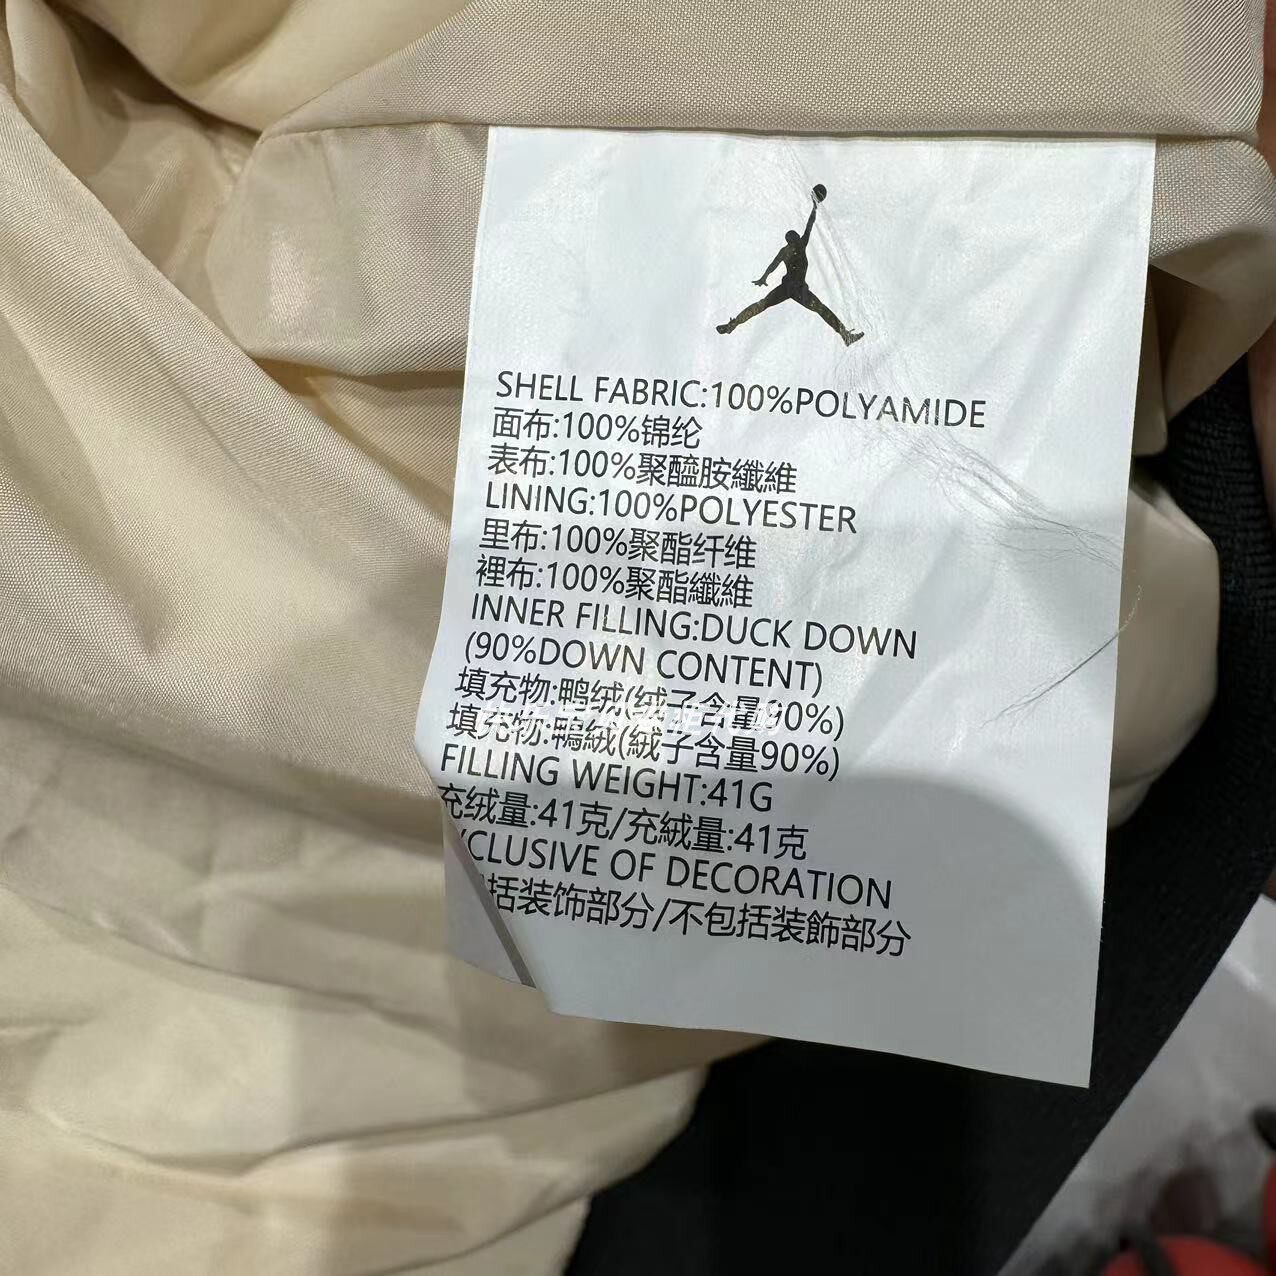 SHELL FABRIC:100%POLYAMIDE
面布:100%锦纶
表布:100%聚醯胺纖維
LINING:100%POLYESTER
里布:100%聚酯纤维
裡布:100%聚酯纖維
INNER FILLING:DUCK DOWN
(90%DOWN CONTENT)
填充物:鸭绒(绒子含量90%)
填充物:鴨絨(絨子含量90%)
FILLING WEIGHT:41G
充绒量:41克/充絨量:41克
CLUSIVE OF DECORATION
括装饰部分/不包括装飾部分